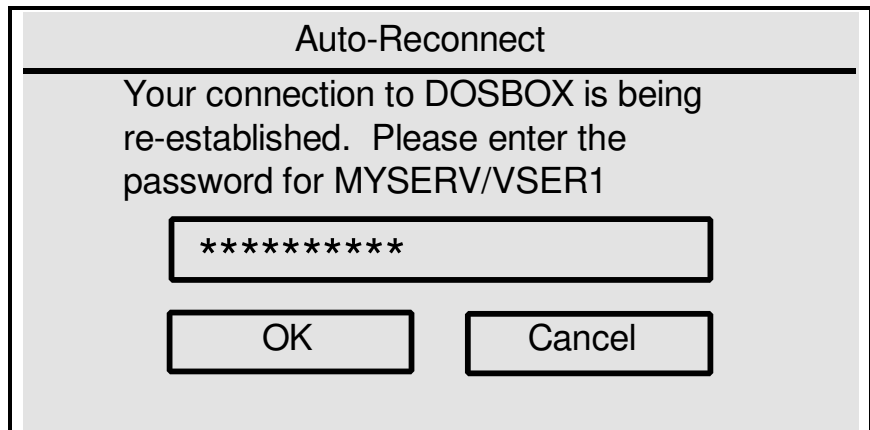 Auto-Reconnect
Your connection to DOSBOX is being
re-established.  Please enter the
password for MYSERV/VSER1
**********
OK
Cancel